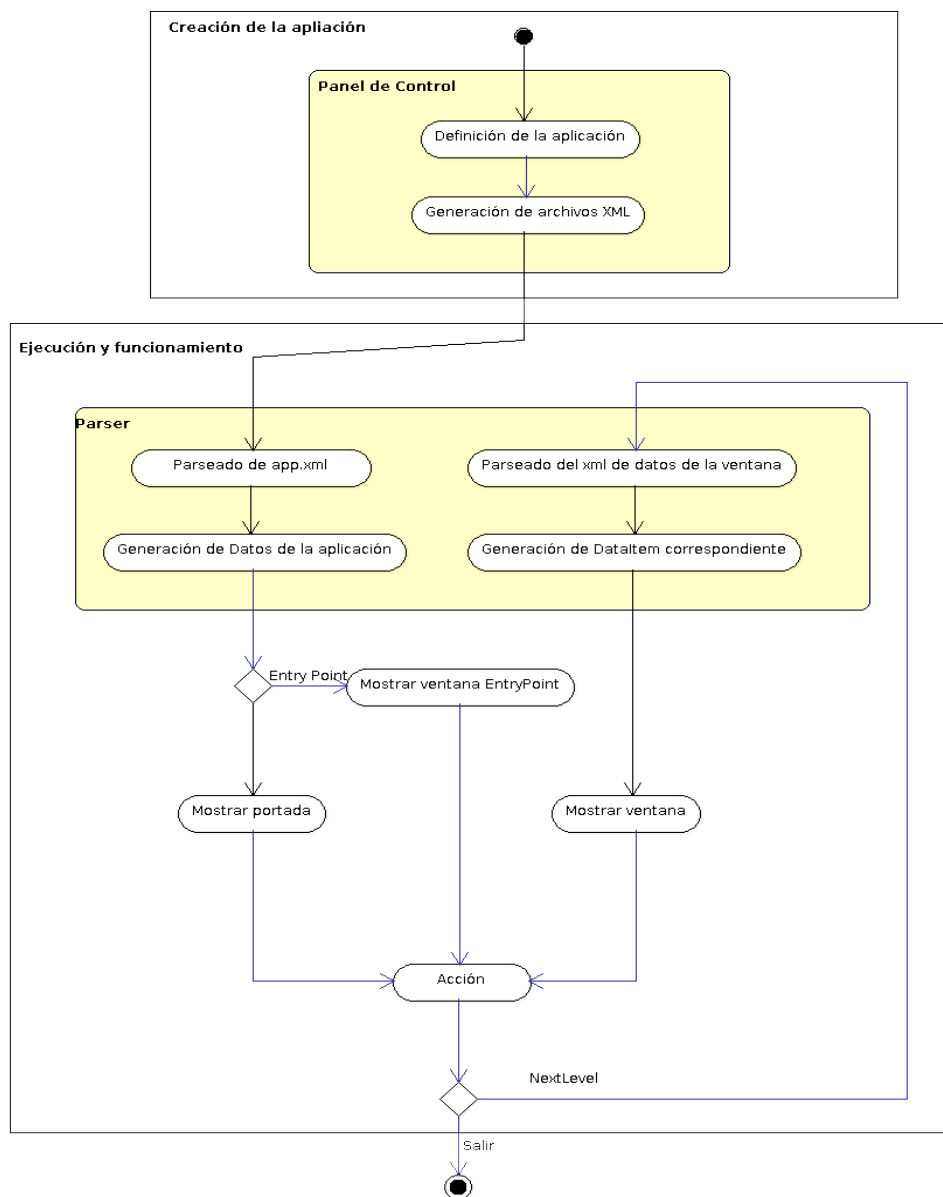 Creación de la apliación
Panel de Control
Definición de la aplicación
Generación de archivos XML
Ejecución y funcionamiento
Parser
Parseado de app.xml
Parseado del xml de datos de la ventana
Generación de Datos de la aplicación
Generación de DataItem correspondiente
Entry Point
Mostrar ventana EntryPoint
Mostrar portada
Mostrar ventana
Acción
NextLevel
Salir